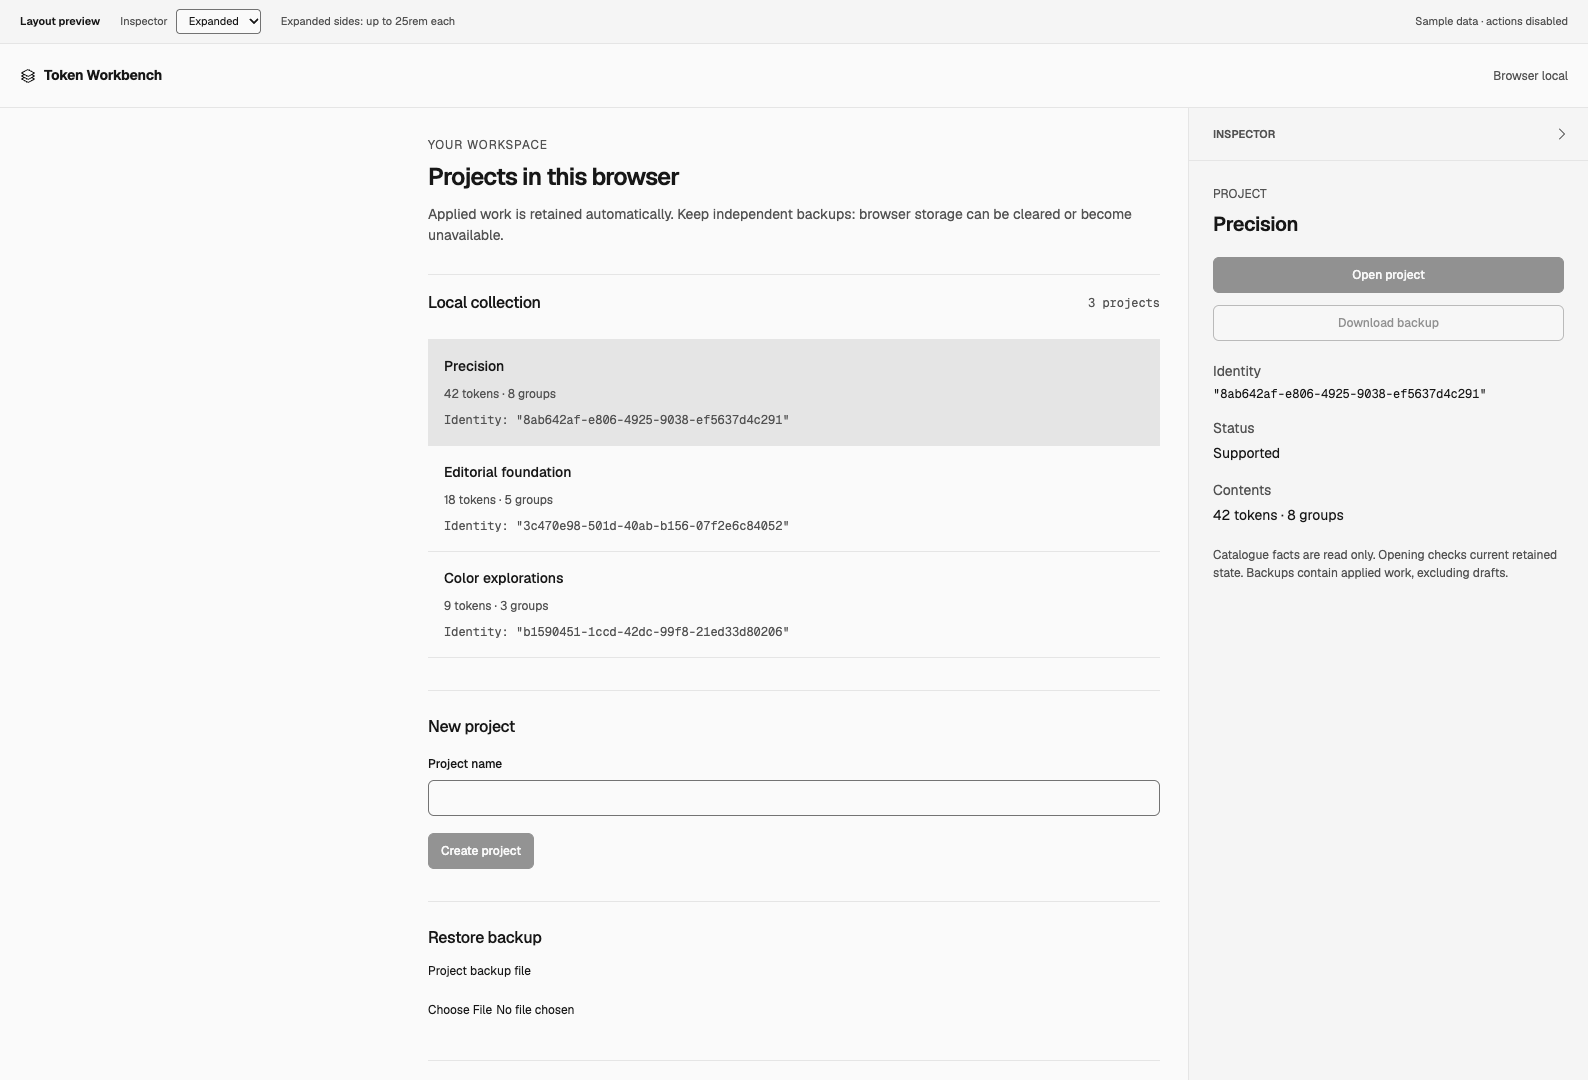 Layout preview
Inspector
Expanded
Expanded sides: up to 25rem each
Sample data · actions disabled
Token Workbench
Browser local
YOUR WORKSPACE
Projects in this browser
Applied work is retained automatically. Keep independent backups: browser storage can be cleared or become
unavailable.
Local collection
3 projects
Precision
42 tokens · 8 groups
Identity: "8ab642af-e806-4925-9038-ef5637d4c291"
Editorial foundation
18 tokens · 5 groups
Identity: "3c470e98-501d-40ab-b156-07f2e6c84052"
Color explorations
9 tokens · 3 groups
Identity: "b1590451-1ccd-42dc-99f8-21ed33d80206"
New project
Project name
Create project
Restore backup
Project backup file
Choose File No file chosen
INSPECTOR
PROJECT
Precision
Open project
Download backup
Identity
"8ab642af-e806-4925-9038-ef5637d4c291"
Status
Supported
Contents
42 tokens · 8 groups
Catalogue facts are read only. Opening checks current retained
state. Backups contain applied work, excluding drafts.